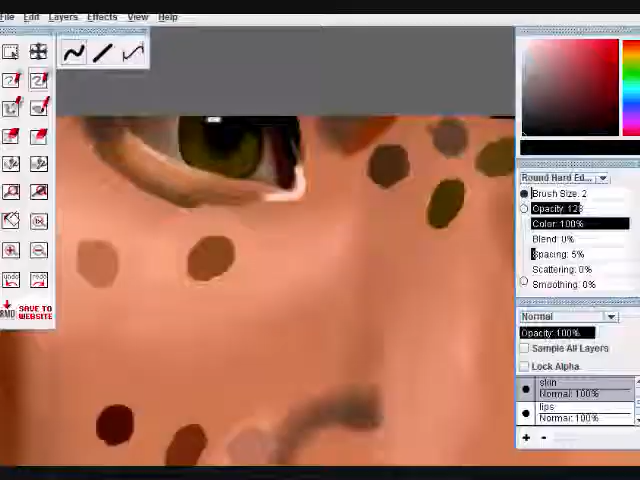 File Edit Layers Effects View Help
Round Hard Ed...
Brush Size: 2
Opacity: 128
Color: 100%
Blend: 0%
Spacing: 5%
Scattering: 0%
Smoothing: 0%
undo redo
SAVE TO
WEBSITE
Normal
Opacity: 100%
Sample All Layers
Lock Alpha
skin
Normal: 100%
lips
Normal: 100%